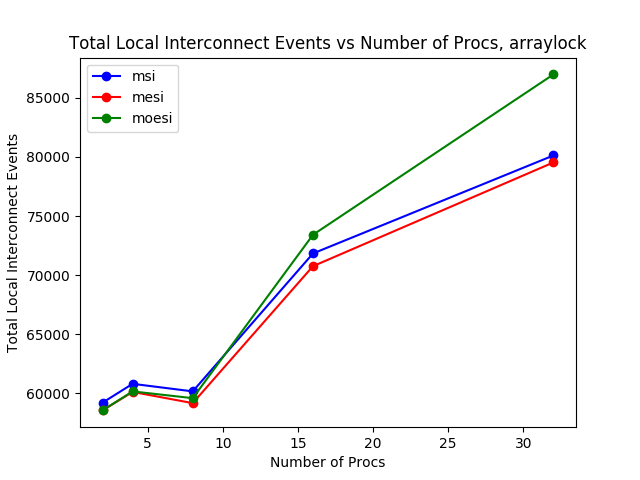 Total Local Interconnect Events vs Number of Procs, arraylock
msi
mesi
moesi
85000
80000
75000
70000
65000
60000
Total Local Interconnect Events
5 10 15 20 25 30
Number of Procs